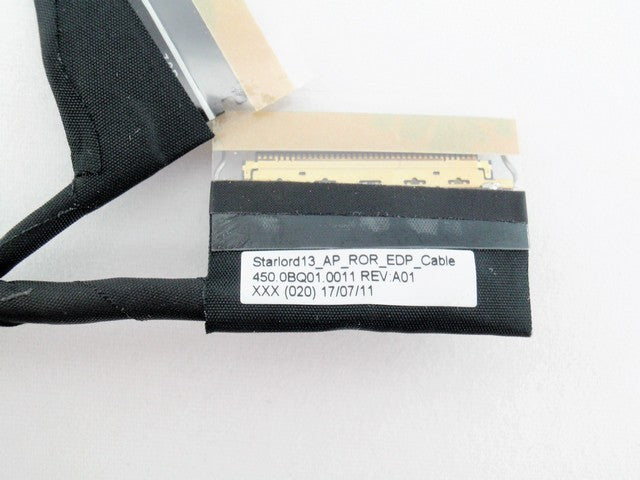 Starlord13_AP_ROR_EDP_Cable
450.0BQ01.0011 REV:A01
XXX (020) 17/07/11